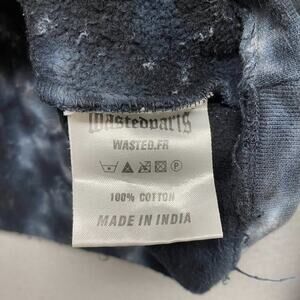 Wastedparis
WASTED.FR
100% COTTON
MADE IN INDIA